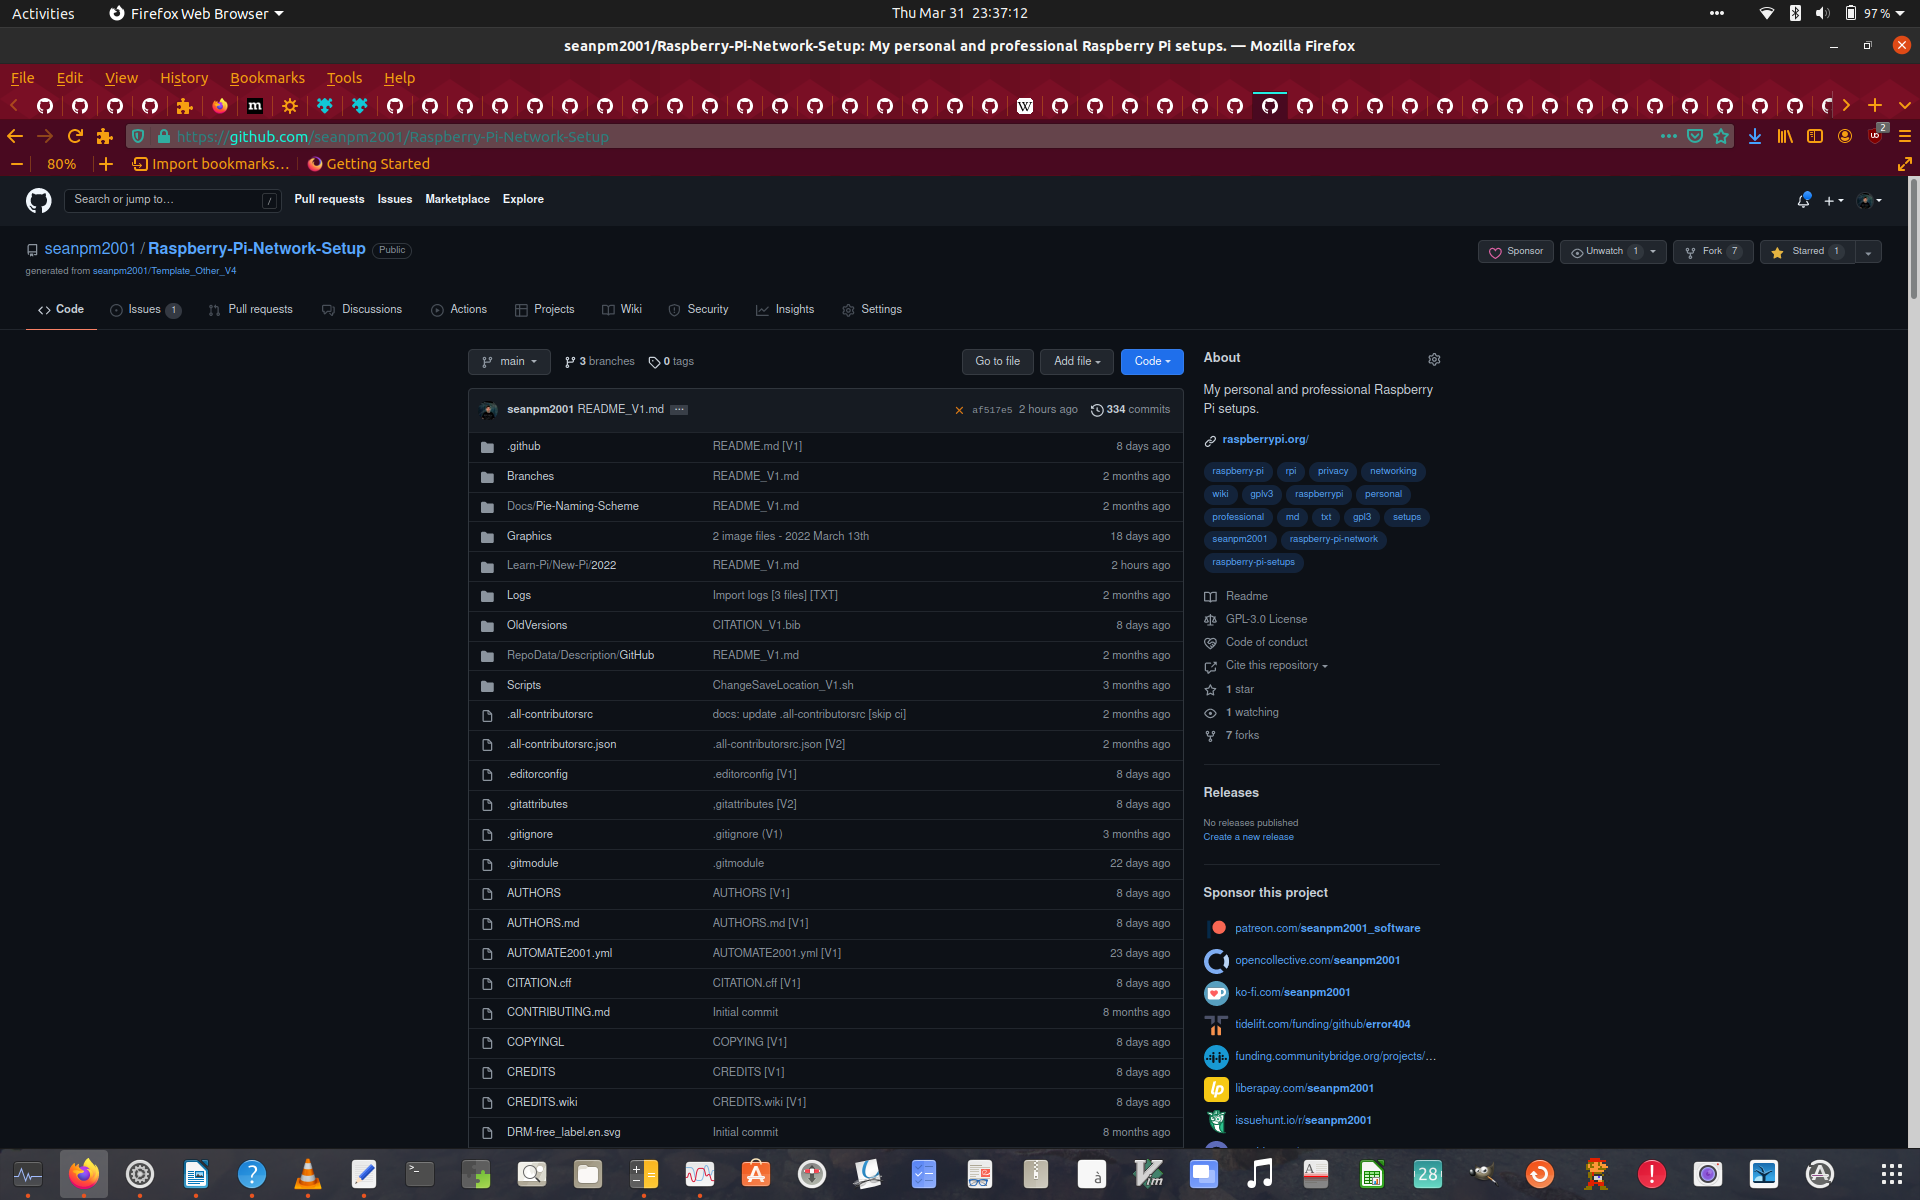 Activities
Firefox Web Browser
Thu Mar 31 23:37:12
97 %
seanpm2001/Raspberry-Pi-Network-Setup: My personal and professional Raspberry Pi setups. — Mozilla Firefox
File Edit View History Bookmarks Tools Help
https://github.com/seanpm2001/Raspberry-Pi-Network-Setup
2
80%
Import bookmarks…
Getting Started
Search or jump to…
/
Pull requests Issues Marketplace Explore
seanpm2001 / Raspberry-Pi-Network-Setup
Public
generated from seanpm2001/Template_Other_V4
Sponsor
Unwatch 1
Fork 7
Starred 1
Code
Issues 1
Pull requests
Discussions
Actions
Projects
Wiki
Security
Insights
Settings
main
3 branches
0 tags
Go to file
Add file
Code
seanpm2001 README_V1.md
af517e5 2 hours ago
334 commits
.github README.md [V1] 8 days ago
Branches README_V1.md 2 months ago
Docs/Pie-Naming-Scheme README_V1.md 2 months ago
Graphics 2 image files - 2022 March 13th 18 days ago
Learn-Pi/New-Pi/2022 README_V1.md 2 hours ago
Logs Import logs [3 files] [TXT] 2 months ago
OldVersions CITATION_V1.bib 8 days ago
RepoData/Description/GitHub README_V1.md 2 months ago
Scripts ChangeSaveLocation_V1.sh 3 months ago
.all-contributorsrc docs: update .all-contributorsrc [skip ci] 2 months ago
.all-contributorsrc.json .all-contributorsrc.json [V2] 2 months ago
.editorconfig .editorconfig [V1] 8 days ago
.gitattributes ,gitattributes [V2] 8 days ago
.gitignore .gitignore (V1) 3 months ago
.gitmodule .gitmodule 22 days ago
AUTHORS AUTHORS [V1] 8 days ago
AUTHORS.md AUTHORS.md [V1] 8 days ago
AUTOMATE2001.yml AUTOMATE2001.yml [V1] 23 days ago
CITATION.cff CITATION.cff [V1] 8 days ago
CONTRIBUTING.md Initial commit 8 months ago
COPYINGL COPYING [V1] 8 days ago
CREDITS CREDITS [V1] 8 days ago
CREDITS.wiki CREDITS.wiki [V1] 8 days ago
DRM-free_label.en.svg Initial commit 8 months ago
About
My personal and professional Raspberry
Pi setups.
raspberrypi.org/
raspberry-pi rpi privacy networking
wiki gplv3 raspberrypi personal
professional md txt gpl3 setups
seanpm2001 raspberry-pi-network
raspberry-pi-setups
Readme
GPL-3.0 License
Code of conduct
Cite this repository
1 star
1 watching
7 forks
Releases
No releases published
Create a new release
Sponsor this project
patreon.com/seanpm2001_software
opencollective.com/seanpm2001
ko-fi.com/seanpm2001
tidelift.com/funding/github/error404
funding.communitybridge.org/projects/…
liberapay.com/seanpm2001
issuehunt.io/r/seanpm2001
28